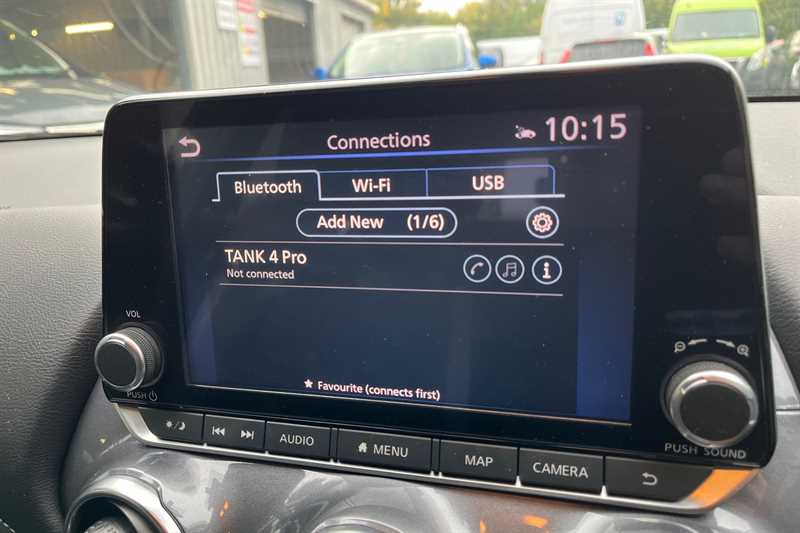 Connections
10:15
Bluetooth Wi-Fi USB
Add New (1/6)
TANK 4 Pro
Not connected
Favourite (connects first)
VOL
PUSH
AUDIO MENU MAP CAMERA
PUSH SOUND